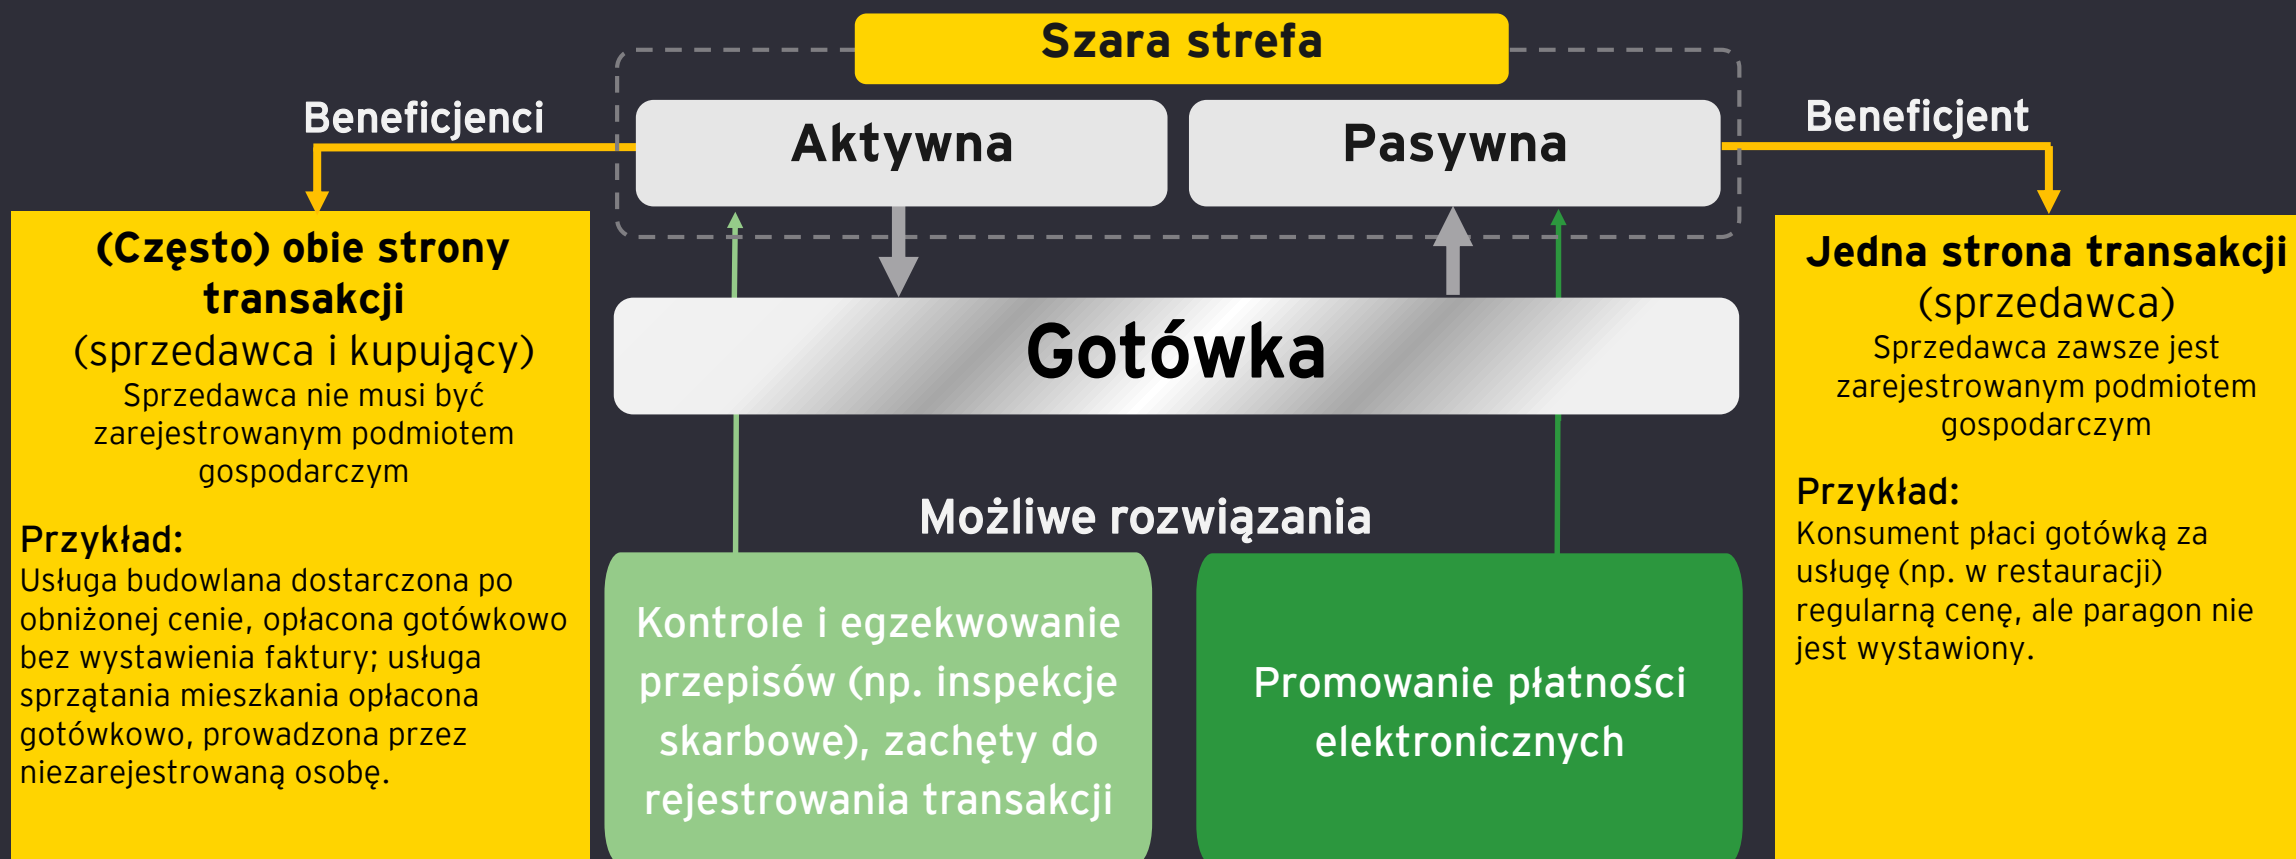 Szara strefa
Beneficjenci
Aktywna
Pasywna
Beneficjent
(Często) obie strony
transakcji
(sprzedawca i kupujący)
Sprzedawca nie musi być
zarejestrowanym podmiotem
gospodarczym
Przykład:
Usługa budowlana dostarczona po
obniżonej cenie, opłacona gotówkowo
bez wystawienia faktury; usługa
sprzątania mieszkania opłacona
gotówkowo, prowadzona przez
niezarejestrowaną osobę.
Gotówka
Możliwe rozwiązania
Kontrole i egzekwowanie
przepisów (np. inspekcje
skarbowe), zachęty do
rejestrowania transakcji
Promowanie płatności
elektronicznych
Jedna strona transakcji
(sprzedawca)
Sprzedawca zawsze jest
zarejestrowanym podmiotem
gospodarczym
Przykład:
Konsument płaci gotówką za
usługę (np. w restauracji)
regularną cenę, ale paragon nie
jest wystawiony.